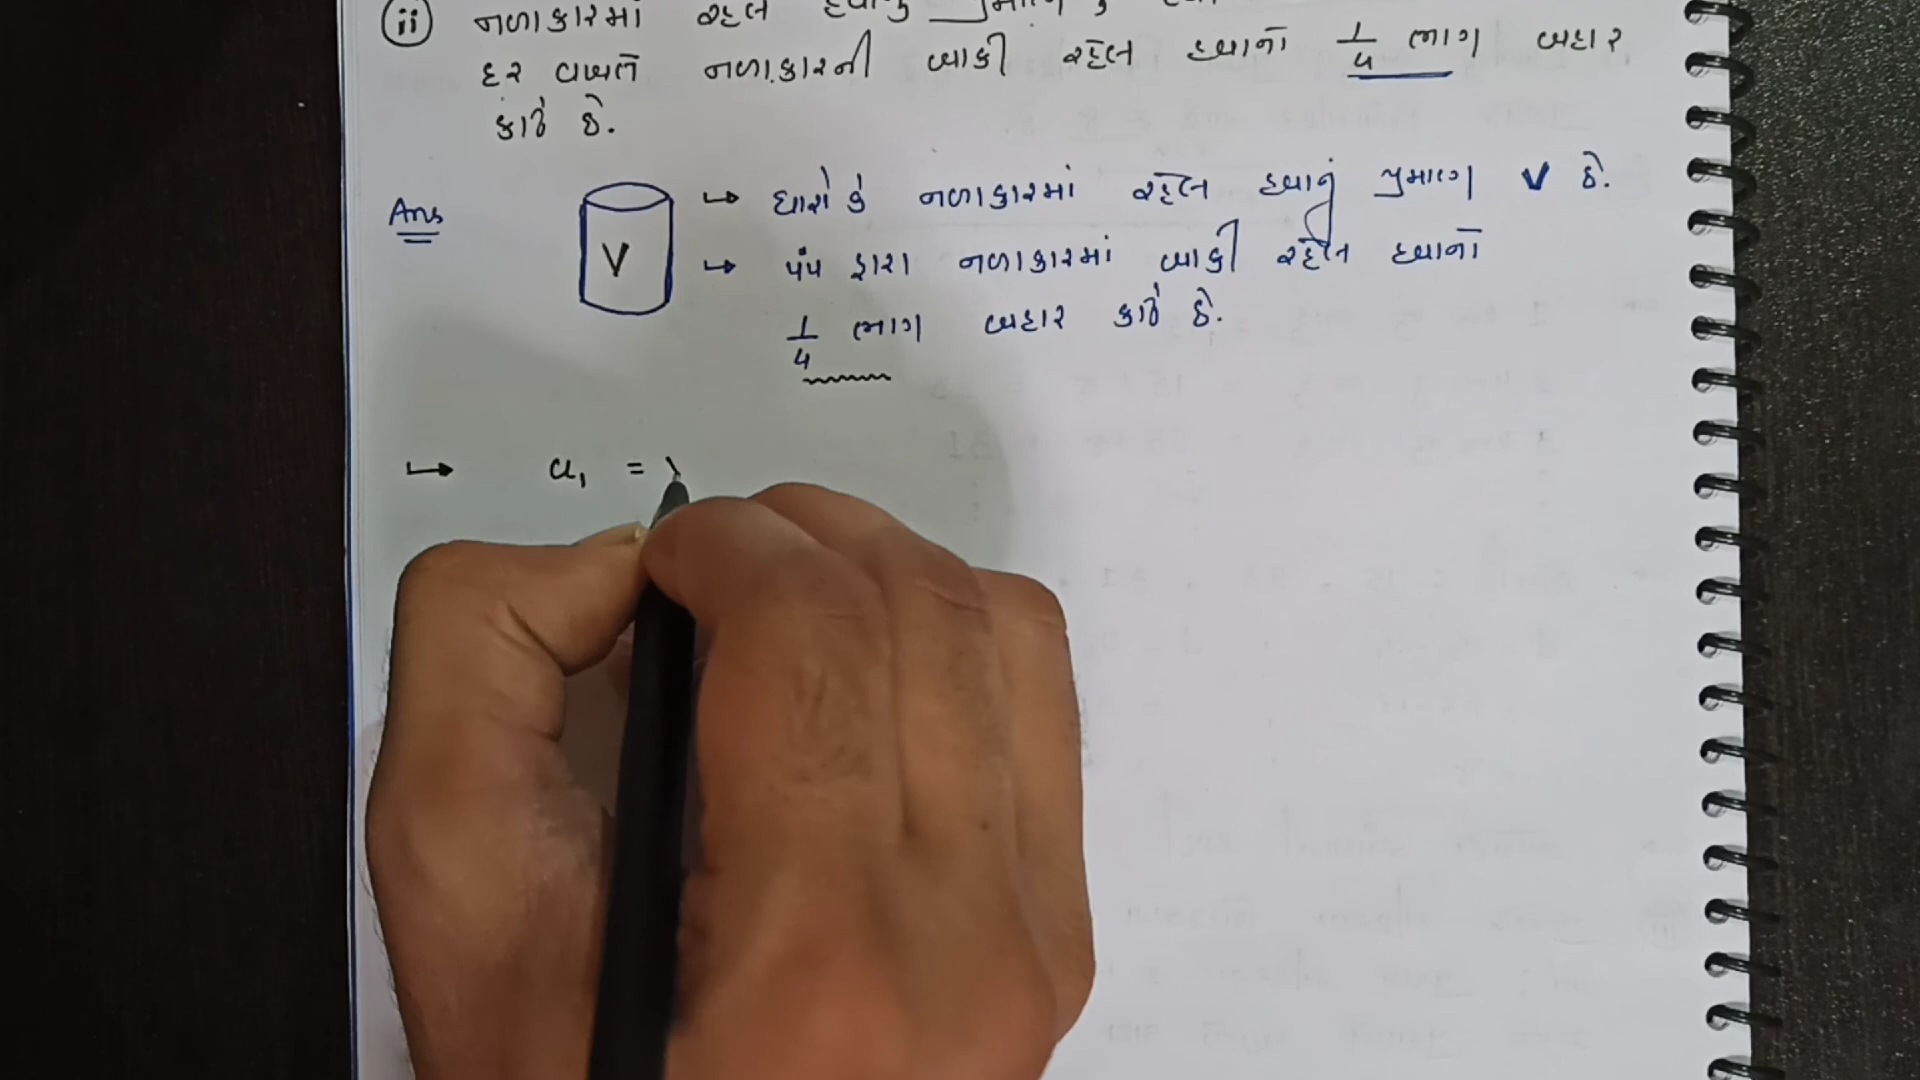 (ii) નળાકારમાં રહેલ હવાનું
દર વખતે નળાકારની બાકી રહેલ હવાનો 1/4 ભાગ બહાર
કાઢે છે.
Ans
V
↦ ધારો કે નળાકારમાં રહેલ હવાનું પ્રમાણ V છે.
↦ પંપ દ્વારા નળાકારમાં બાકી રહેલ હવાનો
1/4 ભાગ બહાર કાઢે છે.
↦ a₁ =